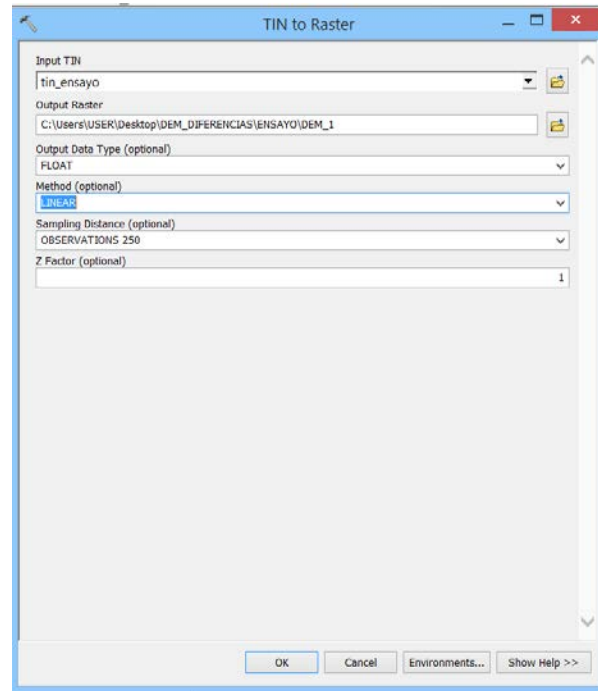 TIN to Raster
Input TIN
tin_ensayo
Output Raster
C:\Users\USER\Desktop\DEM_DIFERENCIAS\ENSAYO\DEM_1
Output Data Type (optional)
FLOAT
Method (optional)
LINEAR
Sampling Distance (optional)
OBSERVATIONS 250
Z Factor (optional)
1
OK Cancel Environments... Show Help >>